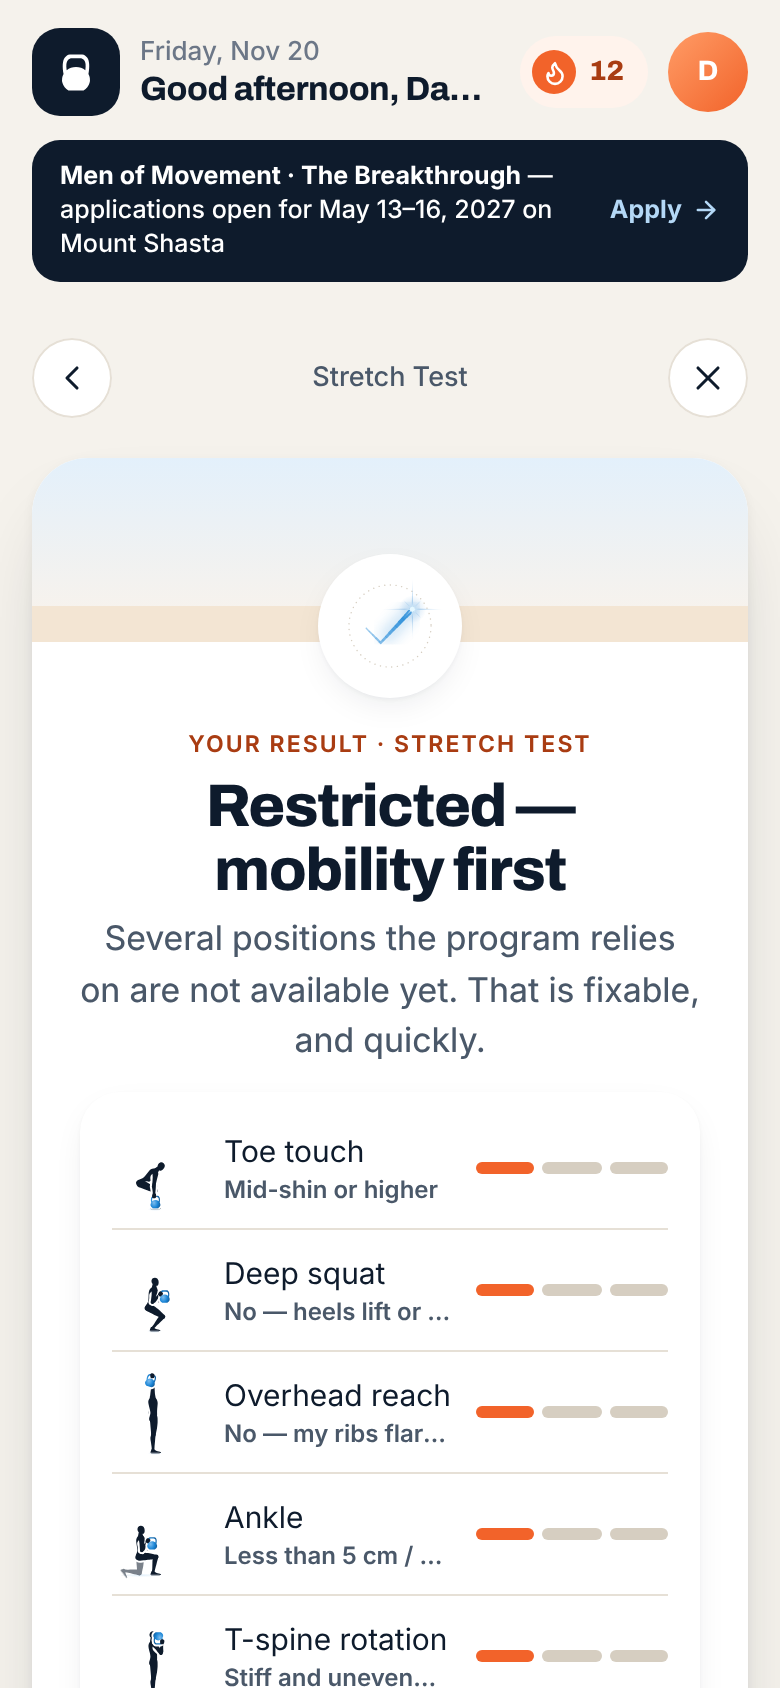 Friday, Nov 20
Good afternoon, Da...
12
D
Men of Movement · The Breakthrough —
applications open for May 13–16, 2027 on
Mount Shasta
Apply →
Stretch Test
YOUR RESULT · STRETCH TEST
Restricted —
mobility first
Several positions the program relies
on are not available yet. That is fixable,
and quickly.
Toe touch
Mid-shin or higher
Deep squat
No — heels lift or ...
Overhead reach
No — my ribs flar...
Ankle
Less than 5 cm / ...
T-spine rotation
Stiff and uneven...